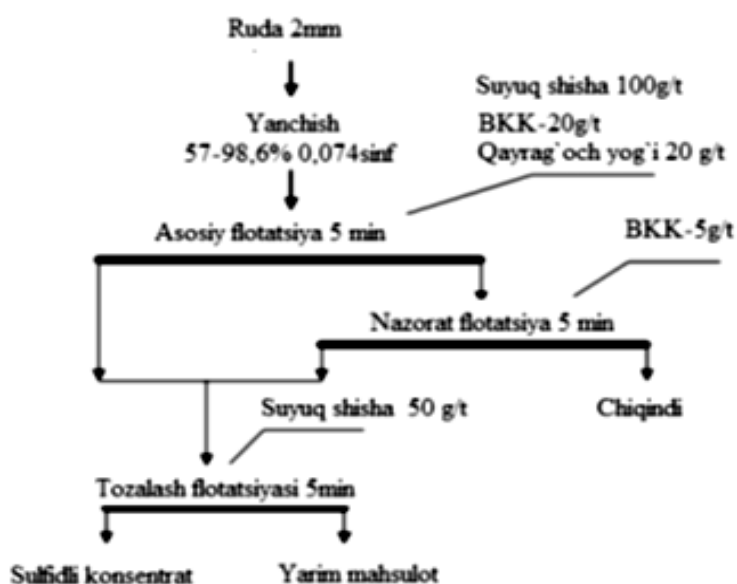 Ruda 2mm
Suyuq shisha 100g/t
Yanchish
BKK-20g/t
57-98,6% 0,074sinf
Qayrag`och yog`i 20 g/t
Asosiy flotatsiya 5 min
BKK-5g/t
Nazorat flotatsiya 5 min
Suyuq shisha 50 g/t
Chiqindi
Tozalash flotatsiyasi 5min
Sulfidli konsentrat
Yarim mahsulot